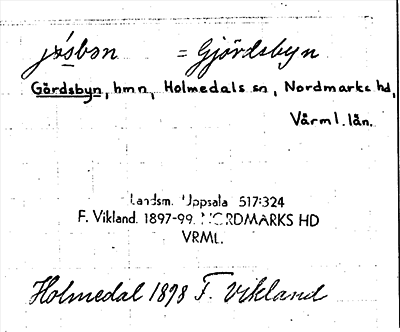 jǿsbən = Gjördsbyn
Gördsbyn, hmn, Holmedals sn, Nordmarks hd,
Värml. län.
Landsm. Uppsala 517:324
F. Vikland. 1897-99. NORDMARKS HD
VRML.
Holmedal 1898 F. Vikland